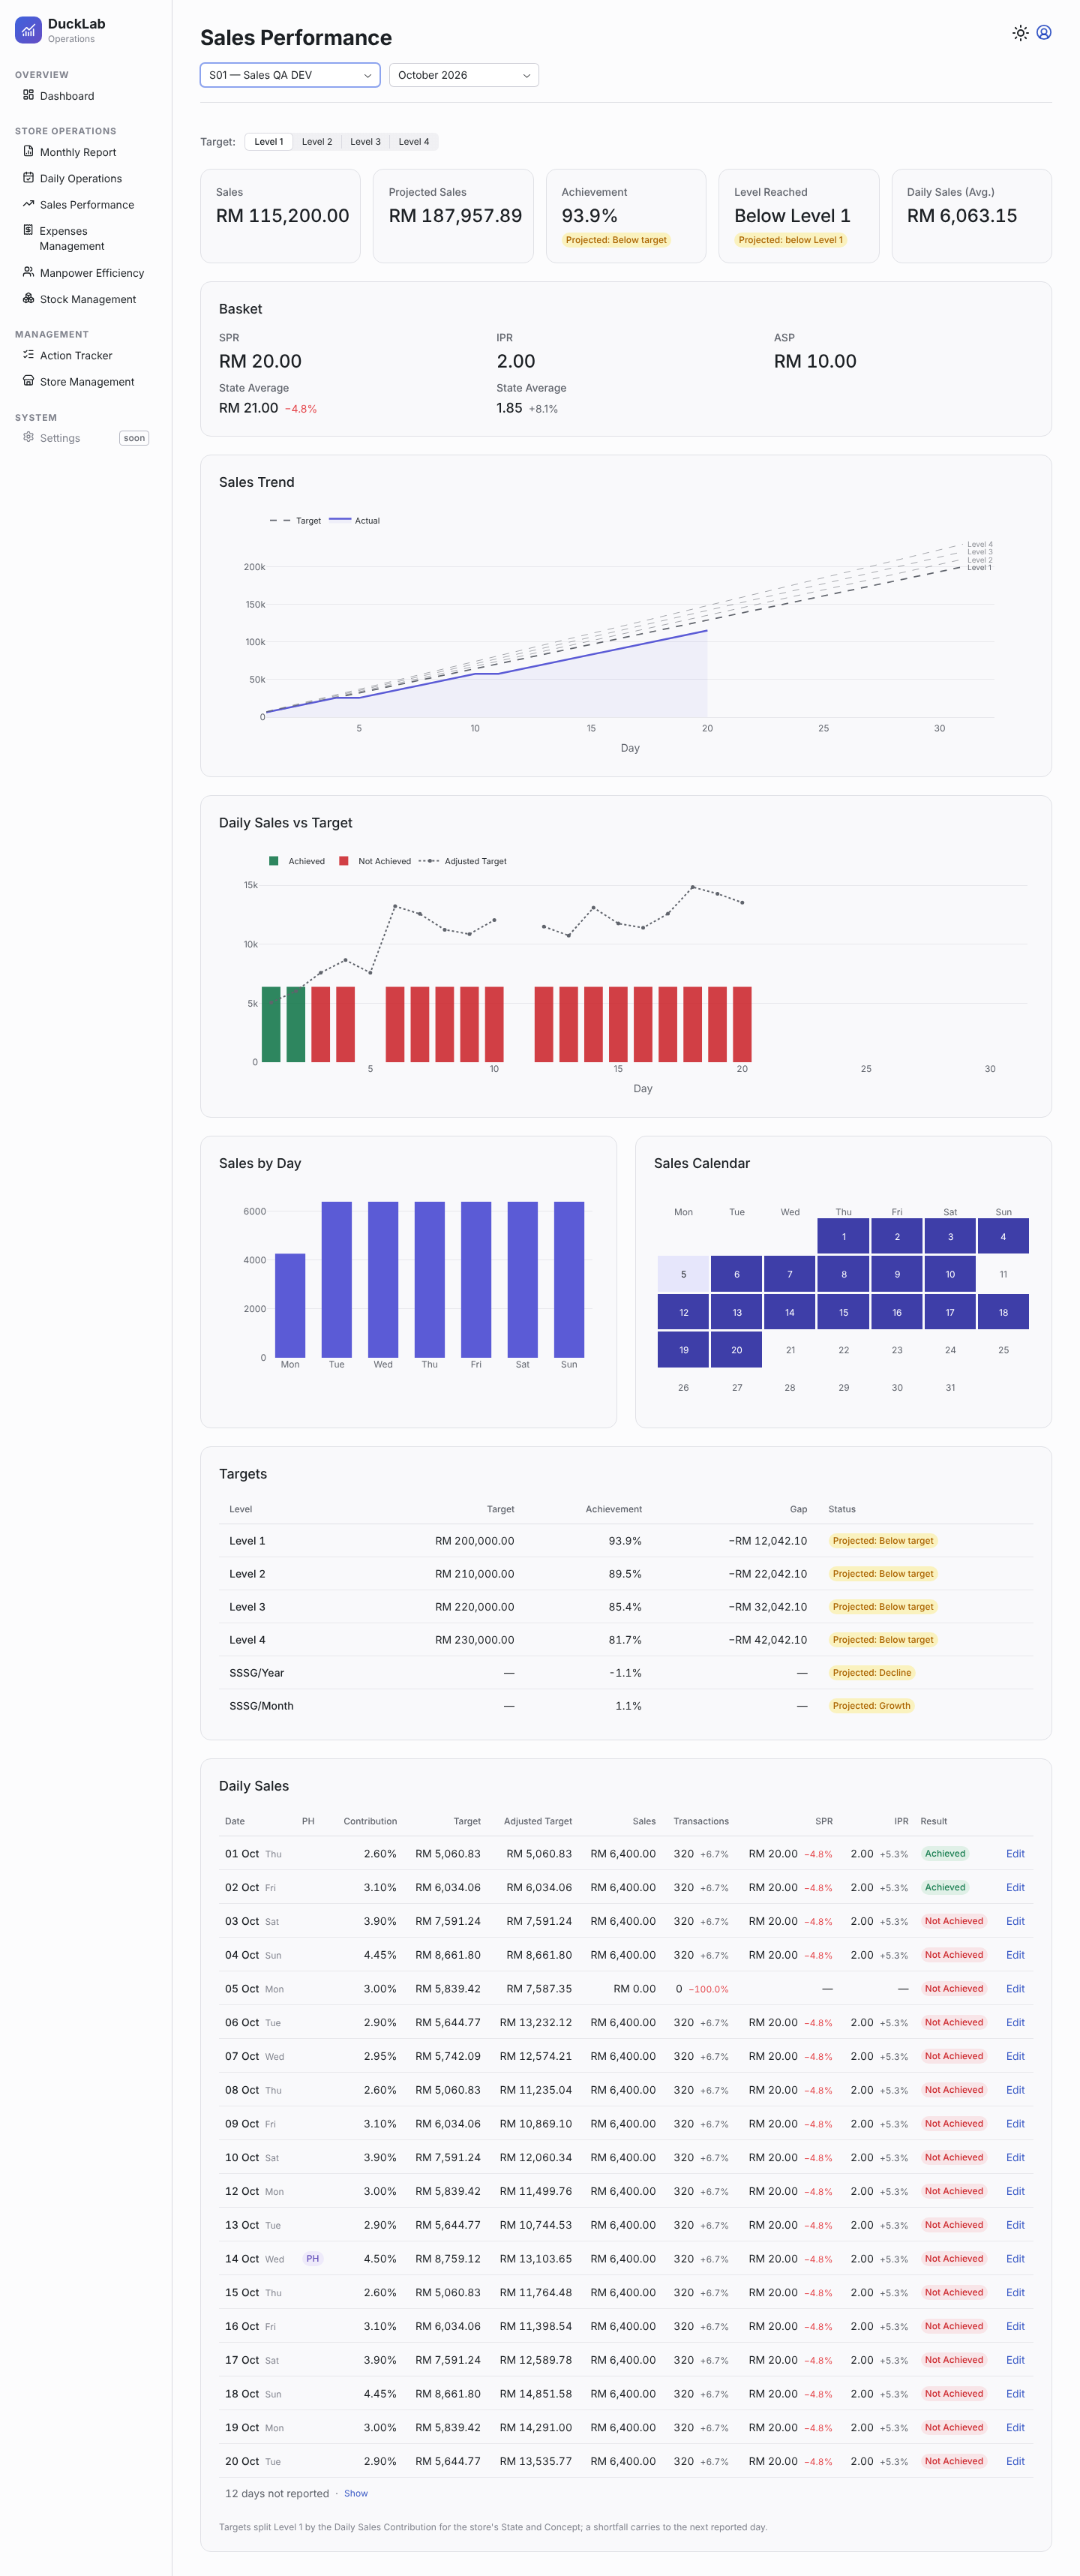 DuckLab
Operations
OVERVIEW
Dashboard
STORE OPERATIONS
Monthly Report
Daily Operations
Sales Performance
Expenses
Management
Manpower Efficiency
Stock Management
MANAGEMENT
Action Tracker
Store Management
SYSTEM
Settings soon
Sales Performance
S01 — Sales QA DEV October 2026
Target: Level 1 Level 2 Level 3 Level 4
Sales
RM 115,200.00
Projected Sales
RM 187,957.89
Achievement
93.9%
Projected: Below target
Level Reached
Below Level 1
Projected: below Level 1
Daily Sales (Avg.)
RM 6,063.15
Basket
SPR IPR ASP
RM 20.00 2.00 RM 10.00
State Average State Average
RM 21.00 −4.8% 1.85 +8.1%
Sales Trend
Target Actual
Level 4
Level 3
Level 2
Level 1
200k
150k
100k
50k
0
5 10 15 20 25 30
Day
Daily Sales vs Target
Achieved Not Achieved Adjusted Target
15k
10k
5k
0
5 10 15 20 25 30
Day
Sales by Day
6000
4000
2000
0
Mon Tue Wed Thu Fri Sat Sun
Sales Calendar
Mon Tue Wed Thu Fri Sat Sun
1 2 3 4
5 6 7 8 9 10 11
12 13 14 15 16 17 18
19 20 21 22 23 24 25
26 27 28 29 30 31
Targets
Level Target Achievement Gap Status
Level 1 RM 200,000.00 93.9% −RM 12,042.10 Projected: Below target
Level 2 RM 210,000.00 89.5% −RM 22,042.10 Projected: Below target
Level 3 RM 220,000.00 85.4% −RM 32,042.10 Projected: Below target
Level 4 RM 230,000.00 81.7% −RM 42,042.10 Projected: Below target
SSSG/Year — -1.1% — Projected: Decline
SSSG/Month — 1.1% — Projected: Growth
Daily Sales
Date PH Contribution Target Adjusted Target Sales Transactions SPR IPR Result
01 Oct Thu 2.60% RM 5,060.83 RM 5,060.83 RM 6,400.00 320 +6.7% RM 20.00 −4.8% 2.00 +5.3% Achieved Edit
02 Oct Fri 3.10% RM 6,034.06 RM 6,034.06 RM 6,400.00 320 +6.7% RM 20.00 −4.8% 2.00 +5.3% Achieved Edit
03 Oct Sat 3.90% RM 7,591.24 RM 7,591.24 RM 6,400.00 320 +6.7% RM 20.00 −4.8% 2.00 +5.3% Not Achieved Edit
04 Oct Sun 4.45% RM 8,661.80 RM 8,661.80 RM 6,400.00 320 +6.7% RM 20.00 −4.8% 2.00 +5.3% Not Achieved Edit
05 Oct Mon 3.00% RM 5,839.42 RM 7,587.35 RM 0.00 0 −100.0% — — Not Achieved Edit
06 Oct Tue 2.90% RM 5,644.77 RM 13,232.12 RM 6,400.00 320 +6.7% RM 20.00 −4.8% 2.00 +5.3% Not Achieved Edit
07 Oct Wed 2.95% RM 5,742.09 RM 12,574.21 RM 6,400.00 320 +6.7% RM 20.00 −4.8% 2.00 +5.3% Not Achieved Edit
08 Oct Thu 2.60% RM 5,060.83 RM 11,235.04 RM 6,400.00 320 +6.7% RM 20.00 −4.8% 2.00 +5.3% Not Achieved Edit
09 Oct Fri 3.10% RM 6,034.06 RM 10,869.10 RM 6,400.00 320 +6.7% RM 20.00 −4.8% 2.00 +5.3% Not Achieved Edit
10 Oct Sat 3.90% RM 7,591.24 RM 12,060.34 RM 6,400.00 320 +6.7% RM 20.00 −4.8% 2.00 +5.3% Not Achieved Edit
12 Oct Mon 3.00% RM 5,839.42 RM 11,499.76 RM 6,400.00 320 +6.7% RM 20.00 −4.8% 2.00 +5.3% Not Achieved Edit
13 Oct Tue 2.90% RM 5,644.77 RM 10,744.53 RM 6,400.00 320 +6.7% RM 20.00 −4.8% 2.00 +5.3% Not Achieved Edit
14 Oct Wed PH 4.50% RM 8,759.12 RM 13,103.65 RM 6,400.00 320 +6.7% RM 20.00 −4.8% 2.00 +5.3% Not Achieved Edit
15 Oct Thu 2.60% RM 5,060.83 RM 11,764.48 RM 6,400.00 320 +6.7% RM 20.00 −4.8% 2.00 +5.3% Not Achieved Edit
16 Oct Fri 3.10% RM 6,034.06 RM 11,398.54 RM 6,400.00 320 +6.7% RM 20.00 −4.8% 2.00 +5.3% Not Achieved Edit
17 Oct Sat 3.90% RM 7,591.24 RM 12,589.78 RM 6,400.00 320 +6.7% RM 20.00 −4.8% 2.00 +5.3% Not Achieved Edit
18 Oct Sun 4.45% RM 8,661.80 RM 14,851.58 RM 6,400.00 320 +6.7% RM 20.00 −4.8% 2.00 +5.3% Not Achieved Edit
19 Oct Mon 3.00% RM 5,839.42 RM 14,291.00 RM 6,400.00 320 +6.7% RM 20.00 −4.8% 2.00 +5.3% Not Achieved Edit
20 Oct Tue 2.90% RM 5,644.77 RM 13,535.77 RM 6,400.00 320 +6.7% RM 20.00 −4.8% 2.00 +5.3% Not Achieved Edit
12 days not reported · Show
Targets split Level 1 by the Daily Sales Contribution for the store's State and Concept; a shortfall carries to the next reported day.